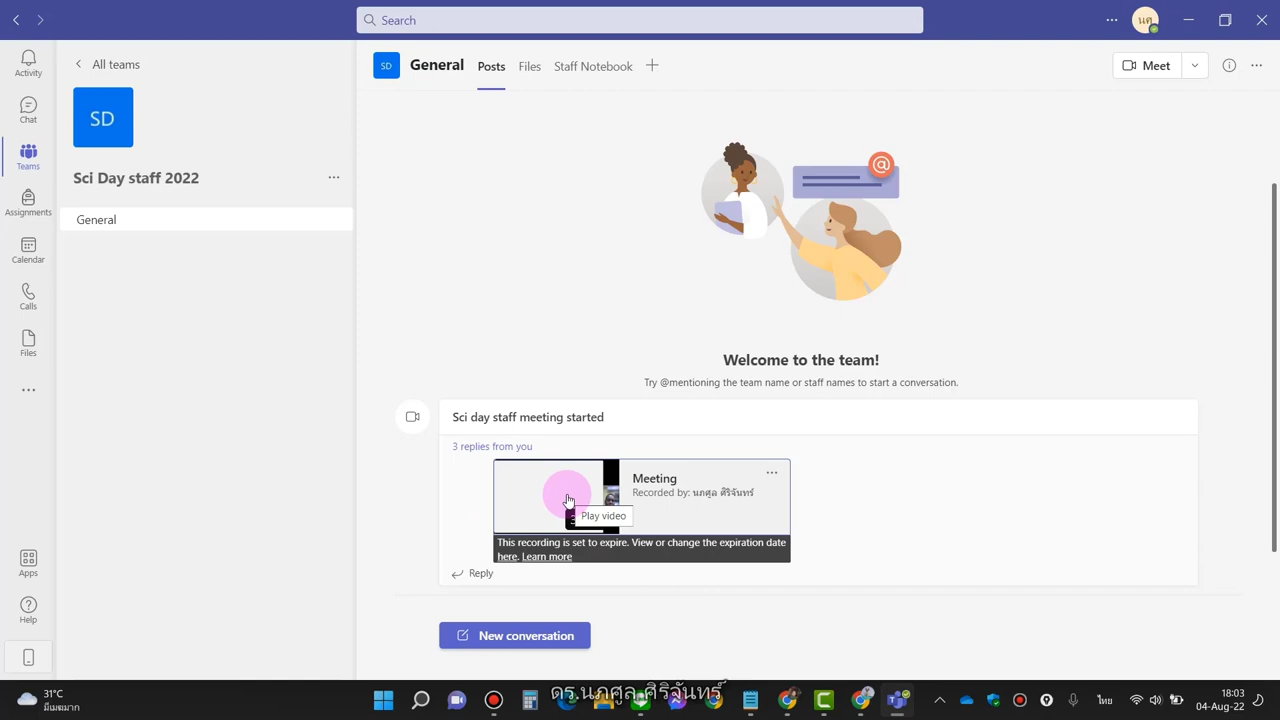 Search
นศ
Activity
Chat
Teams
Assignments
Calendar
Calls
Files
Apps
Help
All teams
SD
Sci Day staff 2022
General
SD
General
Posts
Files
Staff Notebook
Meet
@
Welcome to the team!
Try @mentioning the team name or staff names to start a conversation.
Sci day staff meeting started
3 replies from you
Meeting
Recorded by: นภศูล ศิริจันทร์
Play video
This recording is set to expire. View or change the expiration date
here. Learn more
Reply
New conversation
31°C
มีเมฆมาก
ดร.นภศูล ศิริจันทร์
ไทย
18:03
04-Aug-22